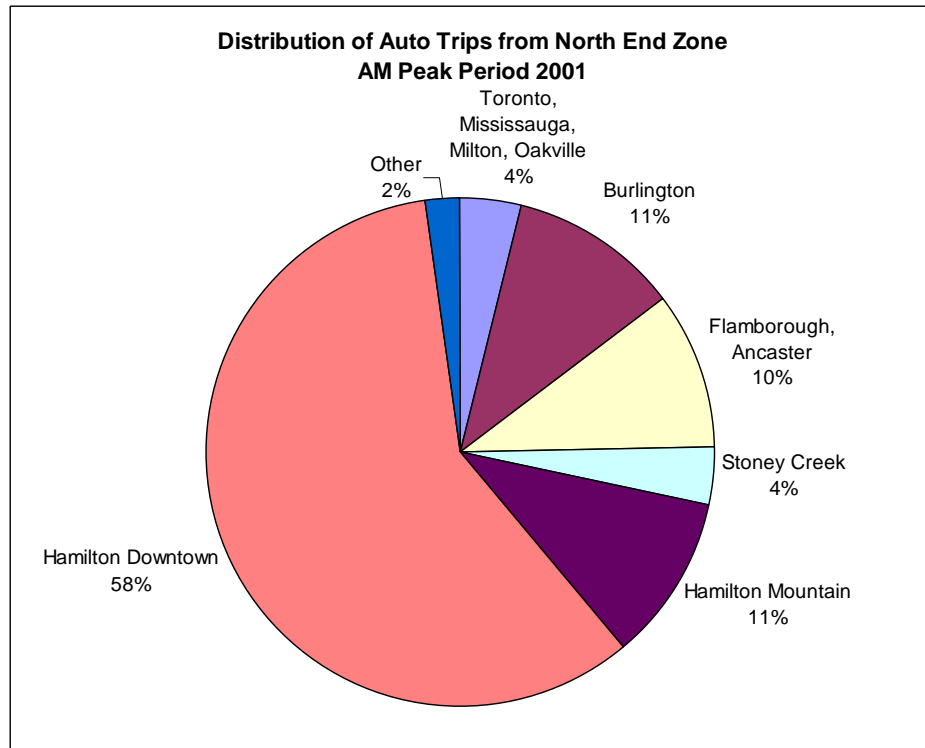 Distribution of Auto Trips from North End Zone
AM Peak Period 2001
Toronto,
Mississauga,
Milton, Oakville
4%
Burlington
11%
Flamborough,
Ancaster
10%
Stoney Creek
4%
Hamilton Mountain
11%
Hamilton Downtown
58%
Other
2%